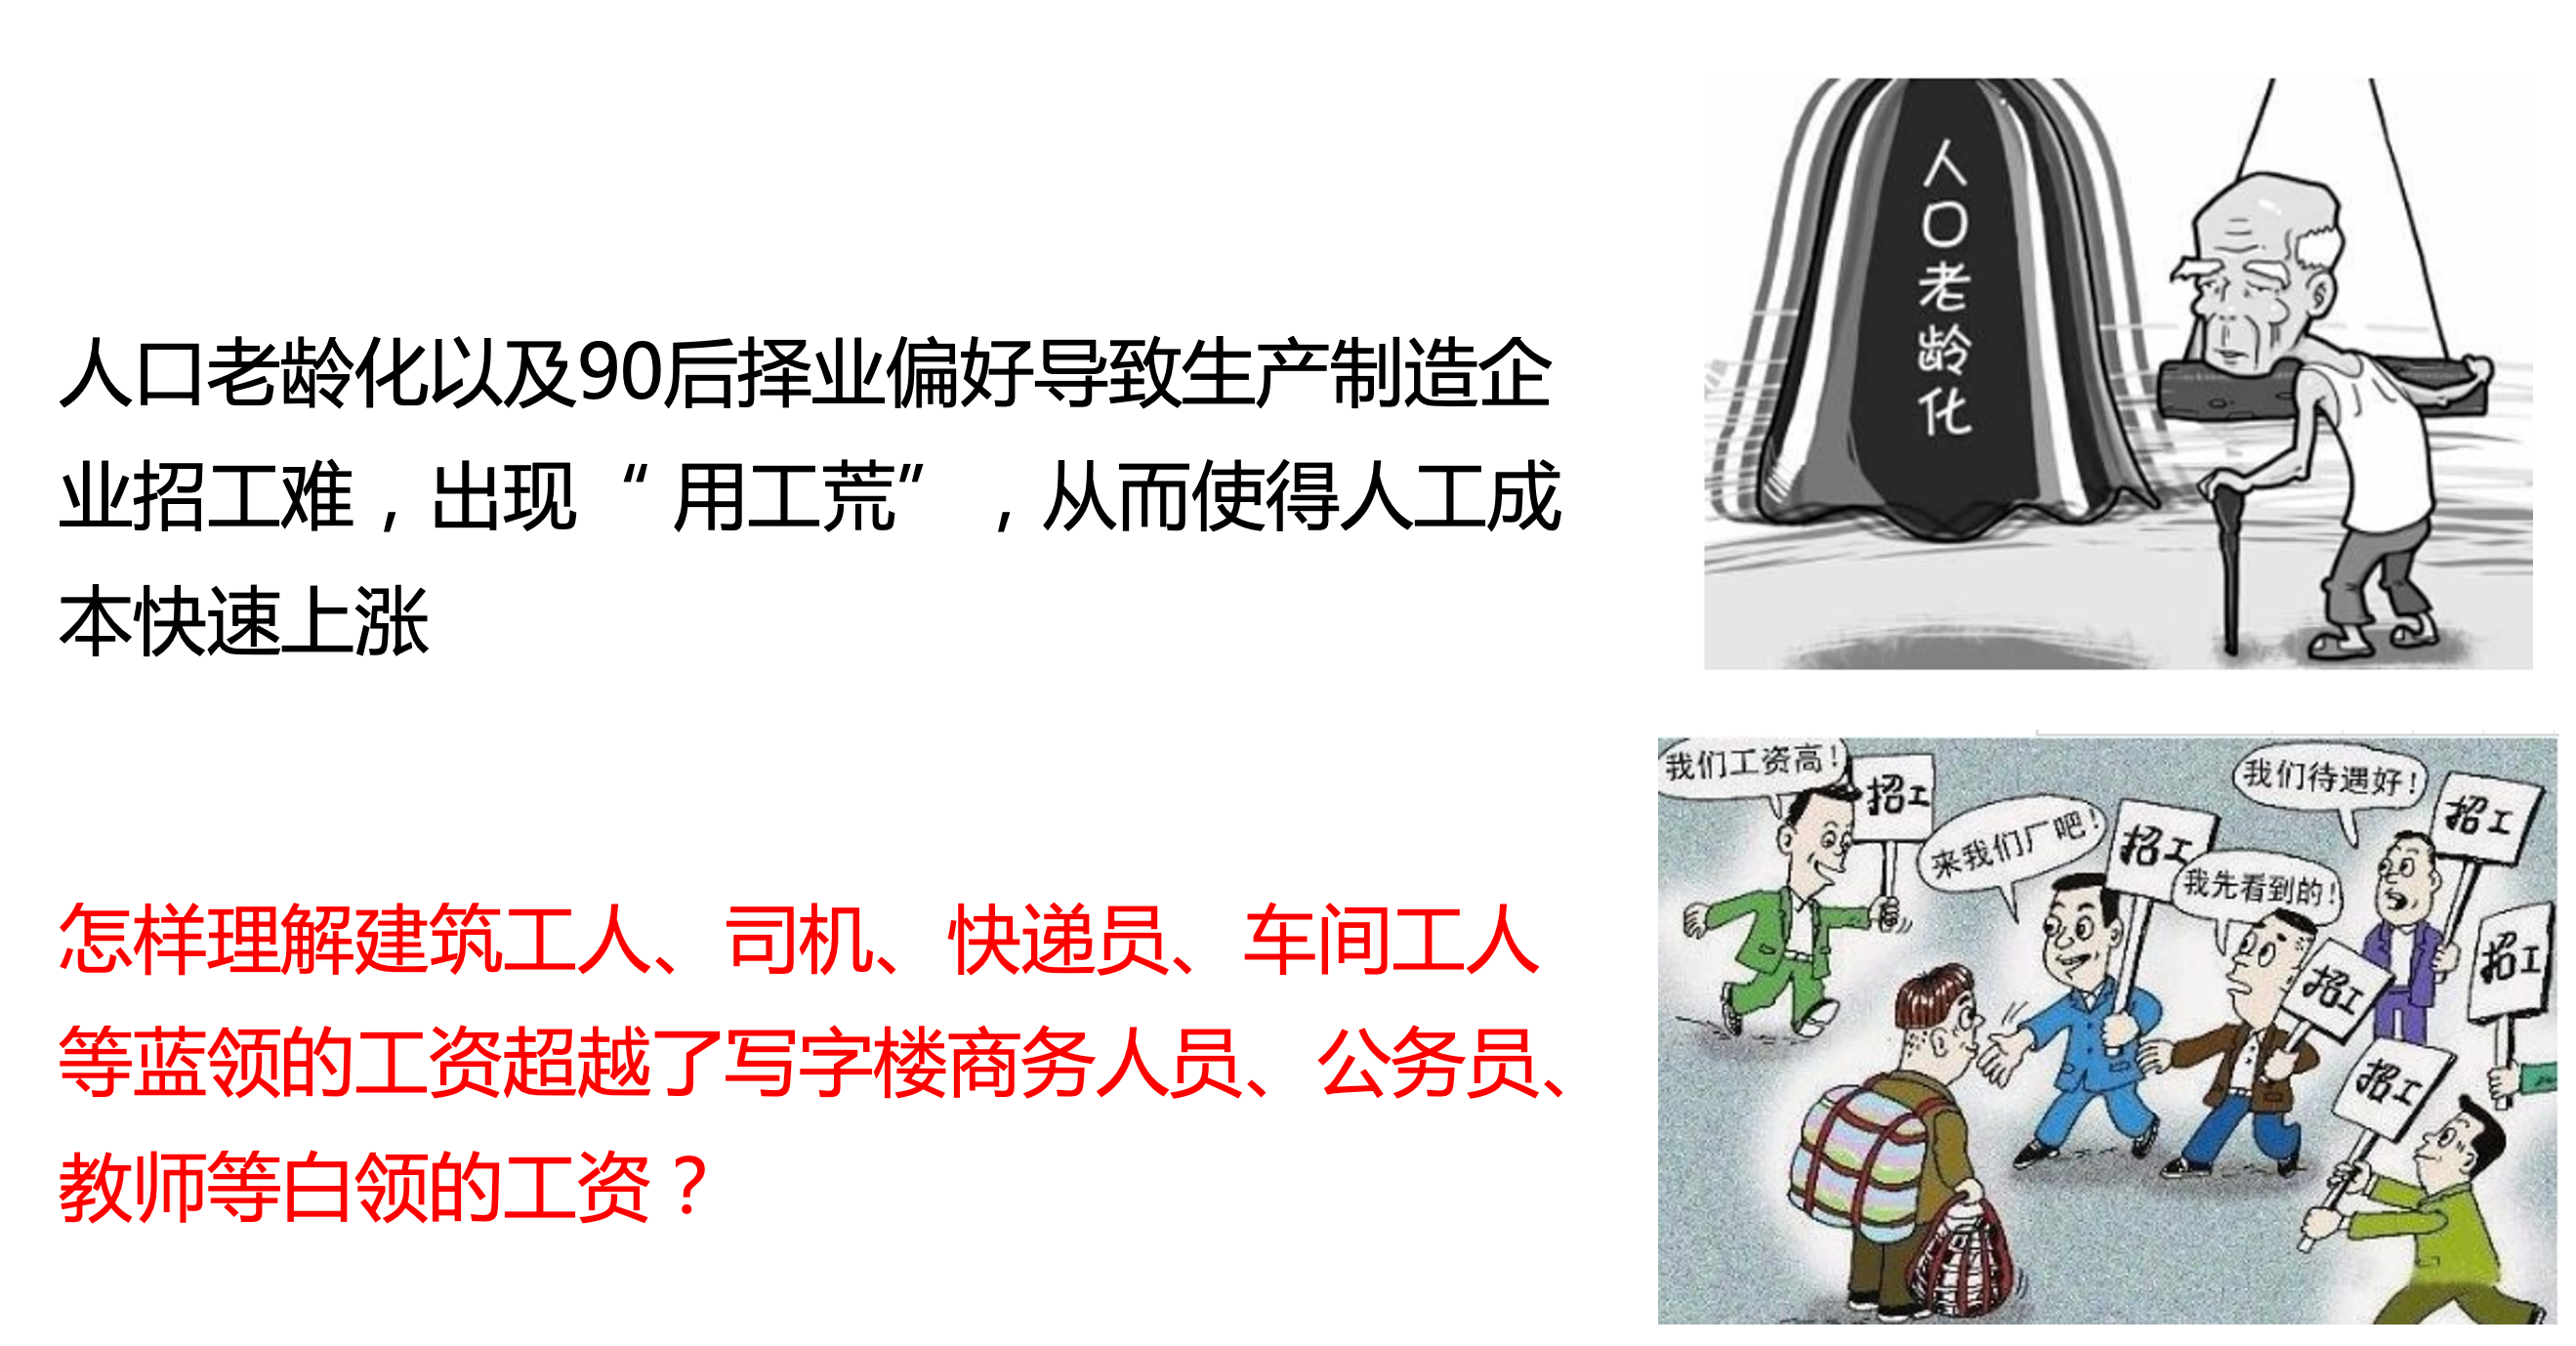 人口老龄化以及90后择业偏好导致生产制造企
业招工难，出现“用工荒”，从而使得人工成
本快速上涨
怎样理解建筑工人、司机、快递员、车间工人
等蓝领的工资超越了写字楼商务人员、公务员、
教师等白领的工资？
人口老龄化
我们工资高！
招工
来我们厂吧！
招工
我先看到的！
我们待遇好！
招工
招工
招工
招工